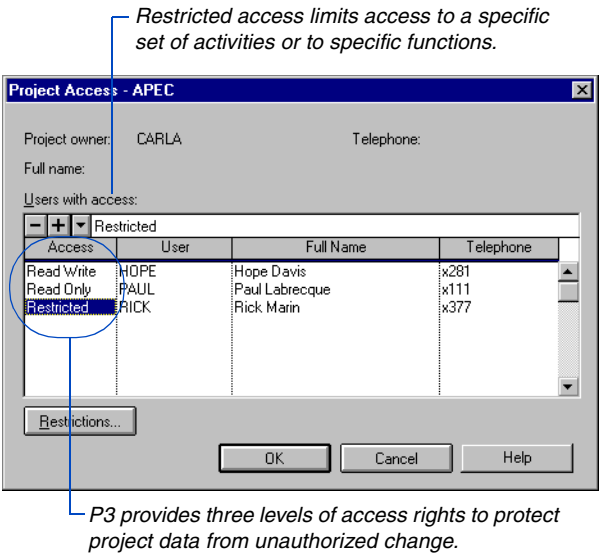 Restricted access limits access to a specific
set of activities or to specific functions.
Project Access - APEC
Project owner: CARLA Telephone:
Full name:
Users with access:
Restricted
Access User Full Name Telephone
Read Write HOPE Hope Davis x281
Read Only PAUL Paul Labrecque x111
Restricted RICK Rick Marin x377
Restrictions...
OK Cancel Help
P3 provides three levels of access rights to protect
project data from unauthorized change.